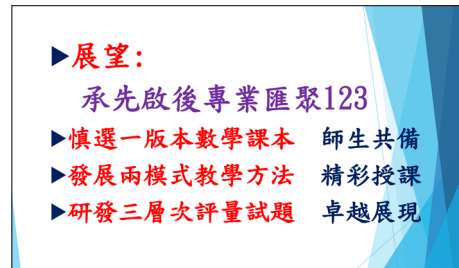 ▶展望:
承先啟後專業匯聚123
▶慎選一版本數學課本 師生共備
▶發展兩模式教學方法 精彩授課
▶研發三層次評量試題 卓越展現